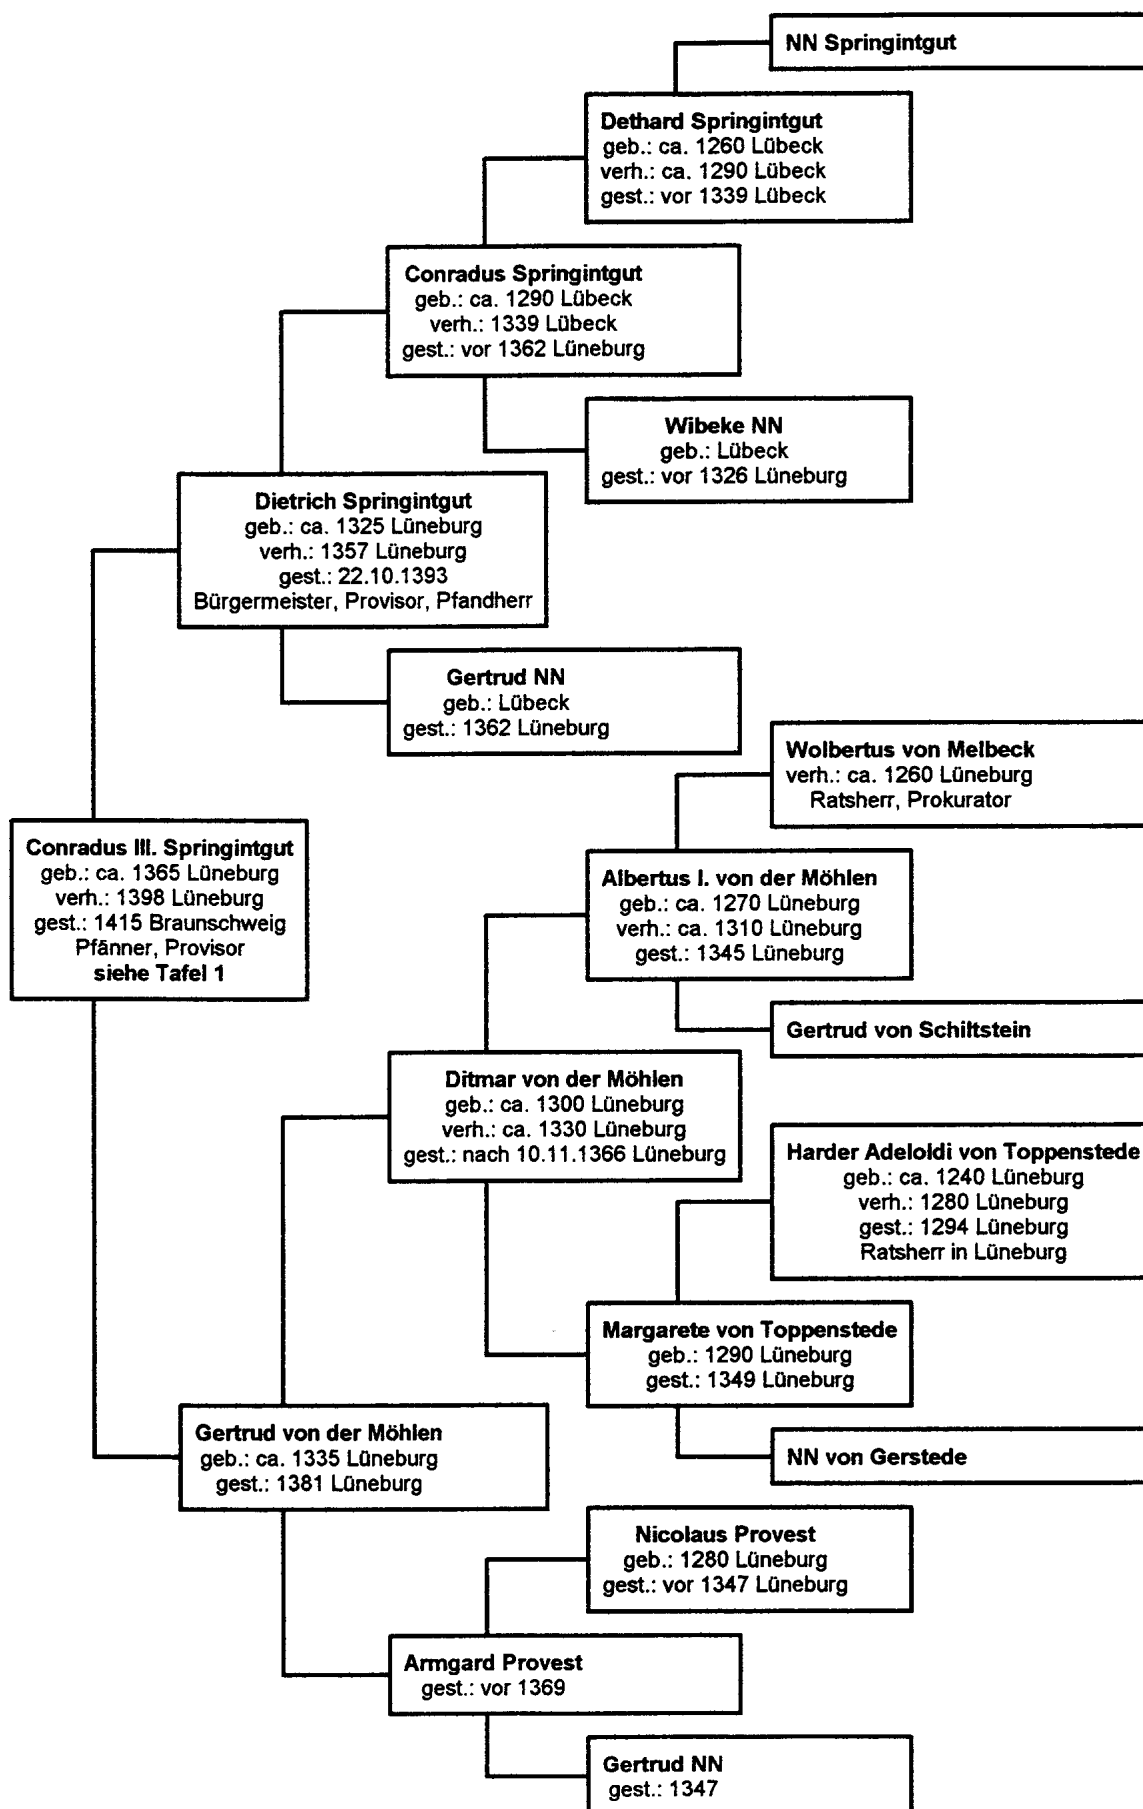 NN Springintgut
Dethard Springintgut
geb.: ca. 1260 Lübeck
verh.: ca. 1290 Lübeck
gest.: vor 1339 Lübeck
Conradus Springintgut
geb.: ca. 1290 Lübeck
verh.: 1339 Lübeck
gest.: vor 1362 Lüneburg
Wibeke NN
geb.: Lübeck
gest.: vor 1326 Lüneburg
Dietrich Springintgut
geb.: ca. 1325 Lüneburg
verh.: 1357 Lüneburg
gest.: 22.10.1393
Bürgermeister, Provisor, Pfandherr
Gertrud NN
geb.: Lübeck
gest.: 1362 Lüneburg
Wolbertus von Melbeck
verh.: ca. 1260 Lüneburg
Ratsherr, Prokurator
Conradus III. Springintgut
geb.: ca. 1365 Lüneburg
verh.: 1398 Lüneburg
gest.: 1415 Braunschweig
Pfänner, Provisor
siehe Tafel 1
Albertus I. von der Möhlen
geb.: ca. 1270 Lüneburg
verh.: ca. 1310 Lüneburg
gest.: 1345 Lüneburg
Gertrud von Schiltstein
Ditmar von der Möhlen
geb.: ca. 1300 Lüneburg
verh.: ca. 1330 Lüneburg
gest.: nach 10.11.1366 Lüneburg
Harder Adeloldi von Toppenstede
geb.: ca. 1240 Lüneburg
verh.: 1280 Lüneburg
gest.: 1294 Lüneburg
Ratsherr in Lüneburg
Margarete von Toppenstede
geb.: 1290 Lüneburg
gest.: 1349 Lüneburg
Gertrud von der Möhlen
geb.: ca. 1335 Lüneburg
gest.: 1381 Lüneburg
NN von Gerstede
Nicolaus Provest
geb.: 1280 Lüneburg
gest.: vor 1347 Lüneburg
Armgard Provest
gest.: vor 1369
Gertrud NN
gest.: 1347